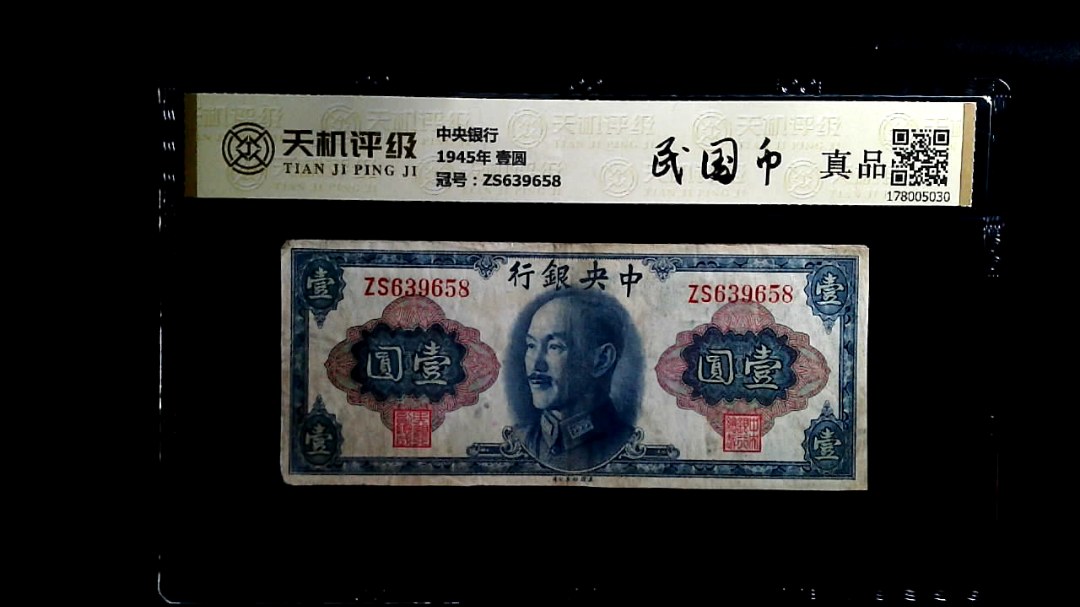 天机评级
TIAN JI PING JI
中央银行
1945年 壹圆
冠号：ZS639658
民国币
真品
178005030
行銀央中
壹
壹
ZS639658
ZS639658
圓壹
圓壹
壹
壹